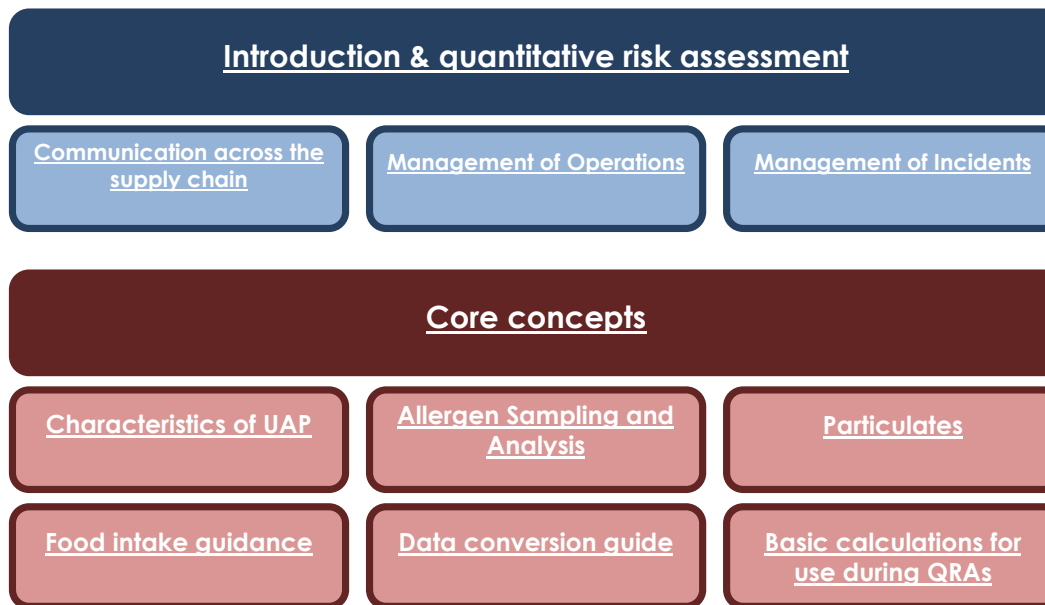 Introduction & quantitative risk assessment
Communication across the
supply chain
Management of Operations
Management of Incidents
Core concepts
Characteristics of UAP
Allergen Sampling and
Analysis
Particulates
Food intake guidance
Data conversion guide
Basic calculations for
use during QRAs